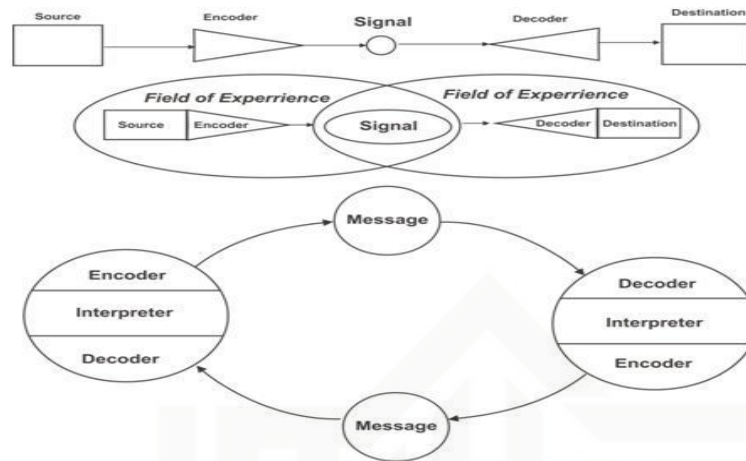 Source
Encoder
Signal
Decoder
Destination
Field of Experrience
Field of Experrience
Source
Encoder
Signal
Decoder
Destination
Message
Encoder
Interpreter
Decoder
Decoder
Interpreter
Encoder
Message